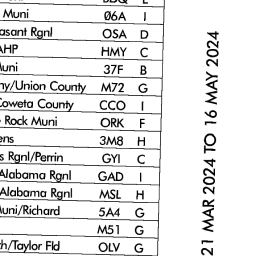 Muni Ø6A I
asant Rgnl OSA D
AHP HMY C
Muni 37F B
ny/Union County M72 G
Coweta County CCO I
Rock Muni ORK F
ens 3M8 H
s Rgnl/Perrin GYI C
Alabama Rgnl GAD I
Alabama Rgnl MSL H
Muni/Richard 5A4 G
M51 G
h/Taylor Fld OLV G
21 MAR 2024 TO 16 MAY 2024